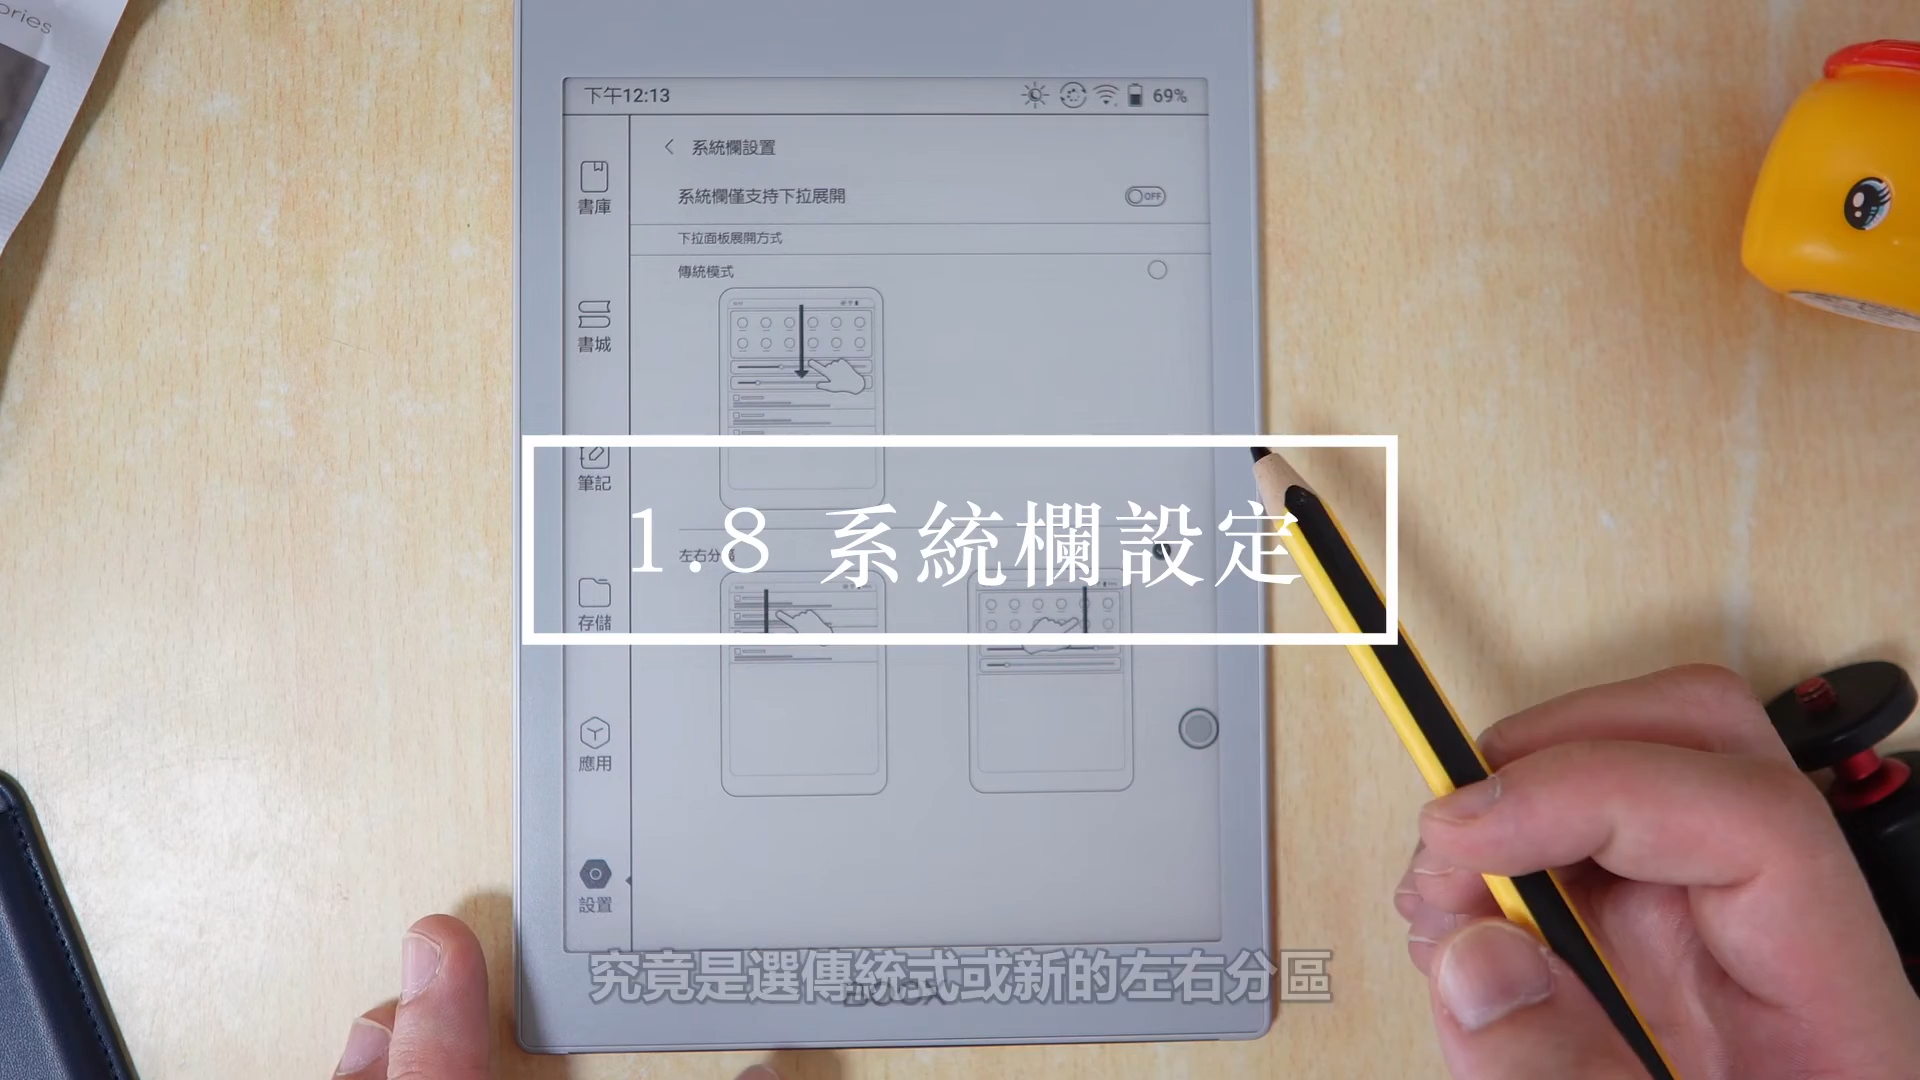 ories
下午12:13
69%
系統欄設置
系統欄僅支持下拉展開
OFF
下拉面板展開方式
傳統模式
左右分區
書庫
書城
筆記
存儲
應用
設置
1.8 系統欄設定
究竟是選傳統式或新的左右分區
BOOX